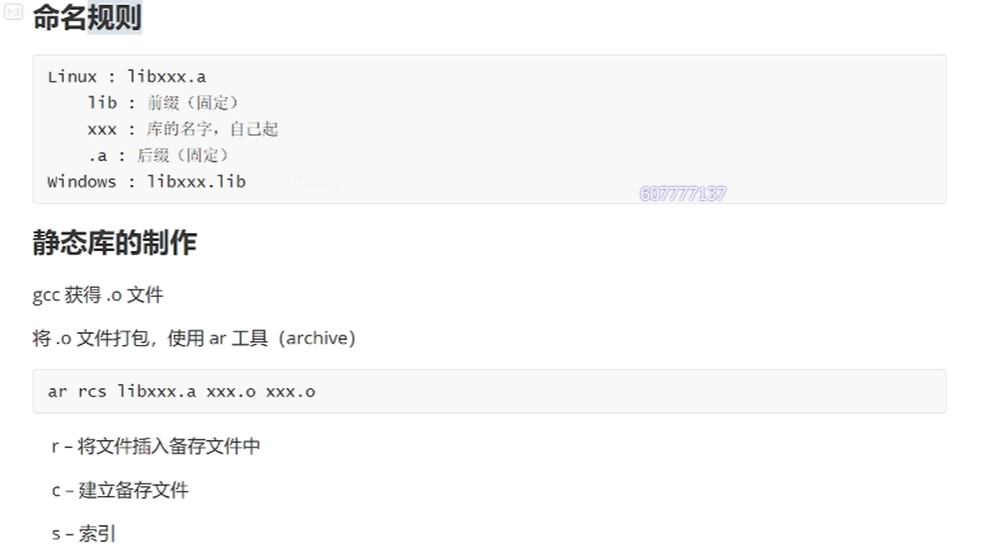 h3
命名规则
Linux : libxxx.a
lib : 前缀（固定）
xxx : 库的名字，自己起
.a : 后缀（固定）
Windows : libxxx.lib
607777137
静态库的制作
gcc 获得 .o 文件
将 .o 文件打包，使用 ar 工具（archive）
ar rcs libxxx.a xxx.o xxx.o
r – 将文件插入备存文件中
c – 建立备存文件
s – 索引